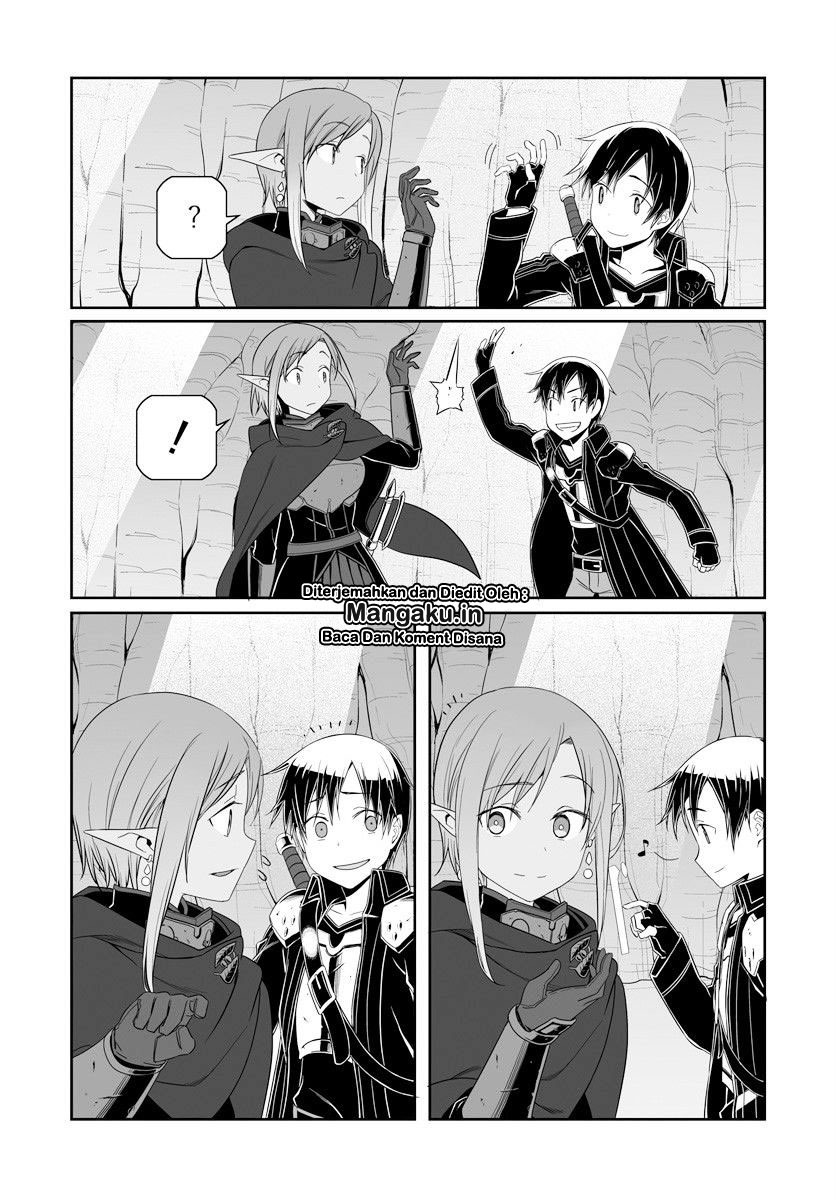 ?
!
Diterjemahkan dan Diedit Oleh :
Mangaku.in
Baca Dan Koment Disana